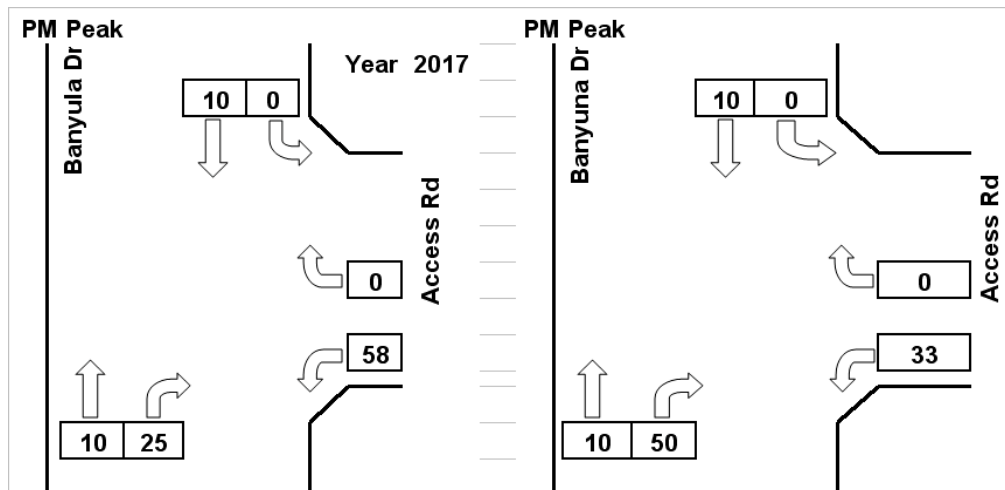 PM Peak
Banyula Dr
Year 2017
10 0
Access Rd
0
58
10 25
PM Peak
Banyuna Dr
10 0
Access Rd
0
33
10 50